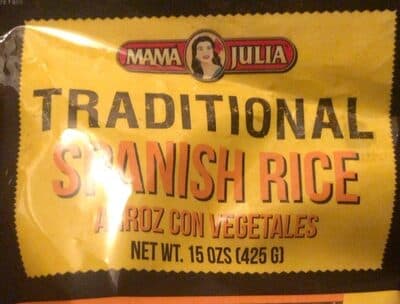 MAMA JULIA
TRADITIONAL
SPANISH RICE
ARROZ CON VEGETALES
NET WT. 15 OZS (425 G)